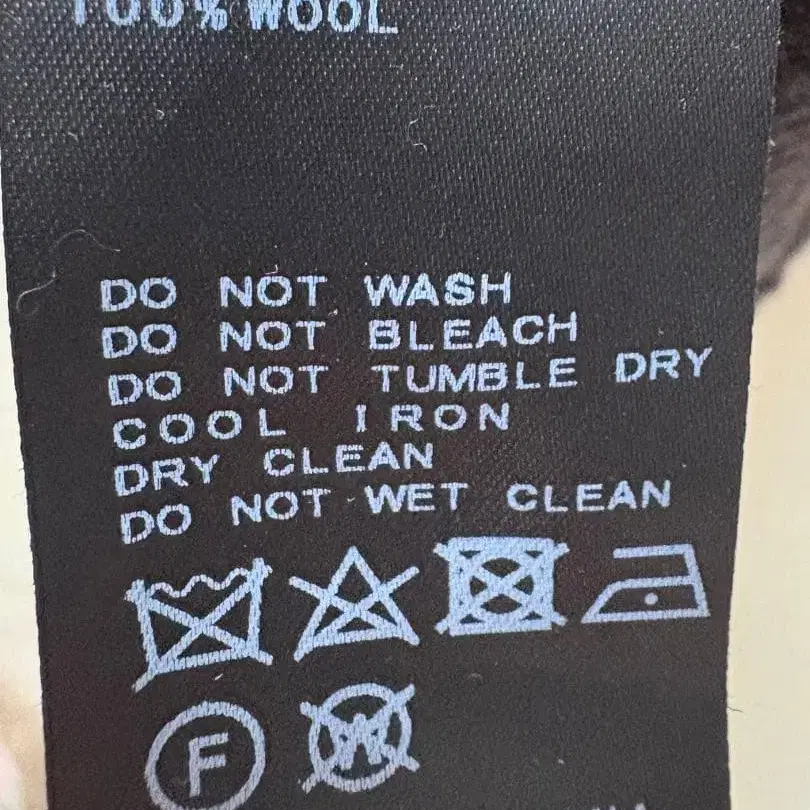 100% WOOL
DO NOT WASH
DO NOT BLEACH
DO NOT TUMBLE DRY
COOL IRON
DRY CLEAN
DO NOT WET CLEAN
F W